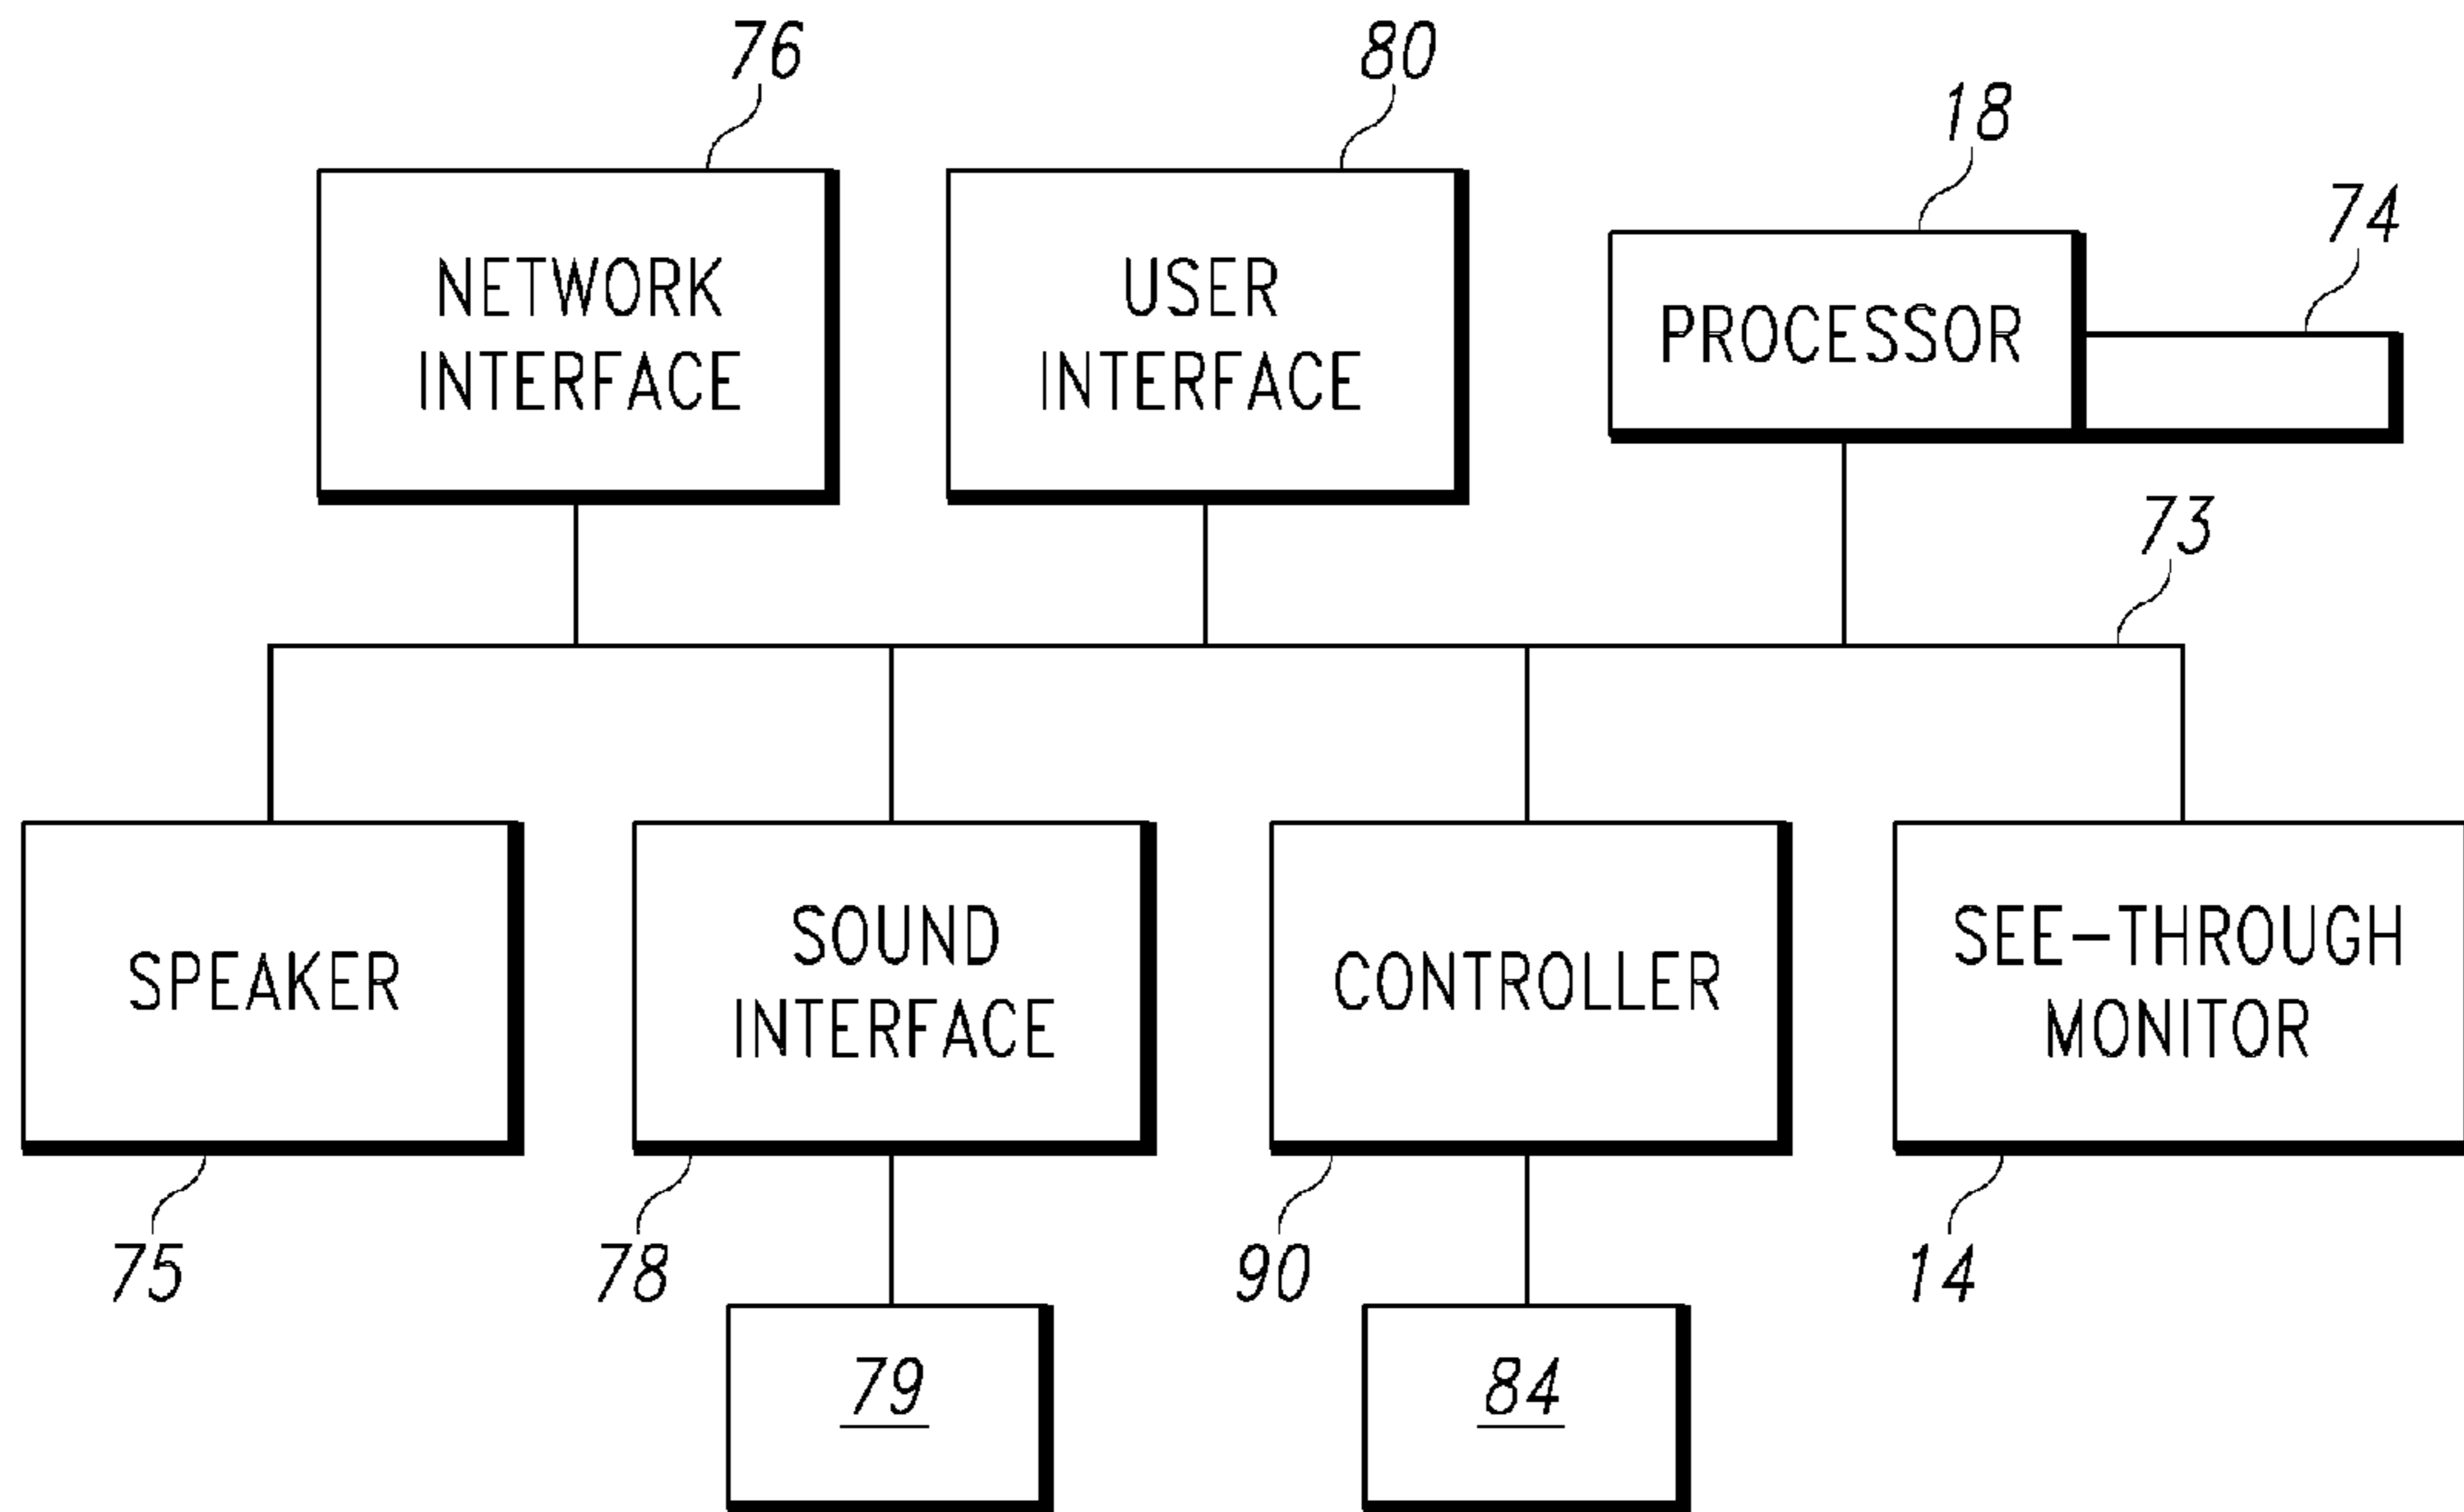 76
80
18
74
NETWORK
INTERFACE
USER
INTERFACE
PROCESSOR
73
SPEAKER
SOUND
INTERFACE
CONTROLLER
SEE-THROUGH
MONITOR
75
78
90
14
79
84